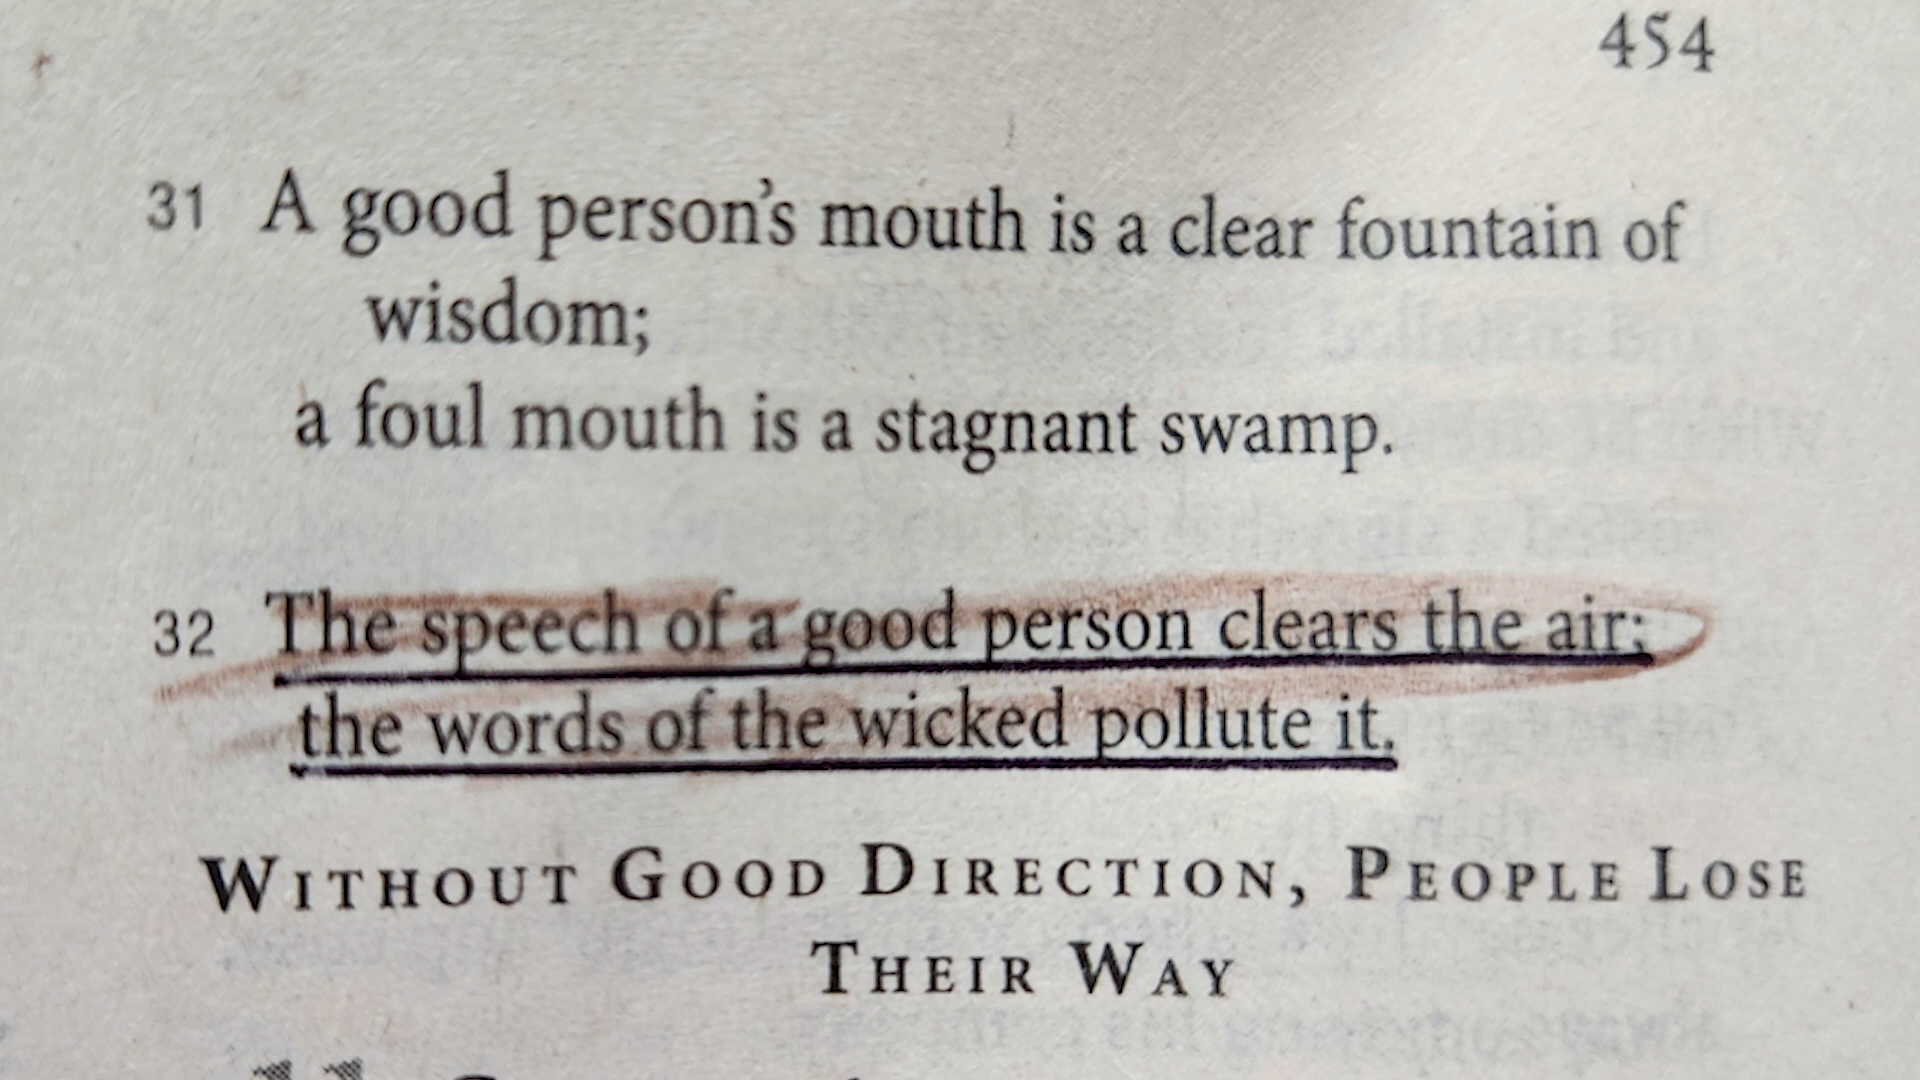 454
31 A good person's mouth is a clear fountain of
wisdom;
a foul mouth is a stagnant swamp.
32 The speech of a good person clears the air;
the words of the wicked pollute it.
WITHOUT GOOD DIRECTION, PEOPLE LOSE
THEIR WAY